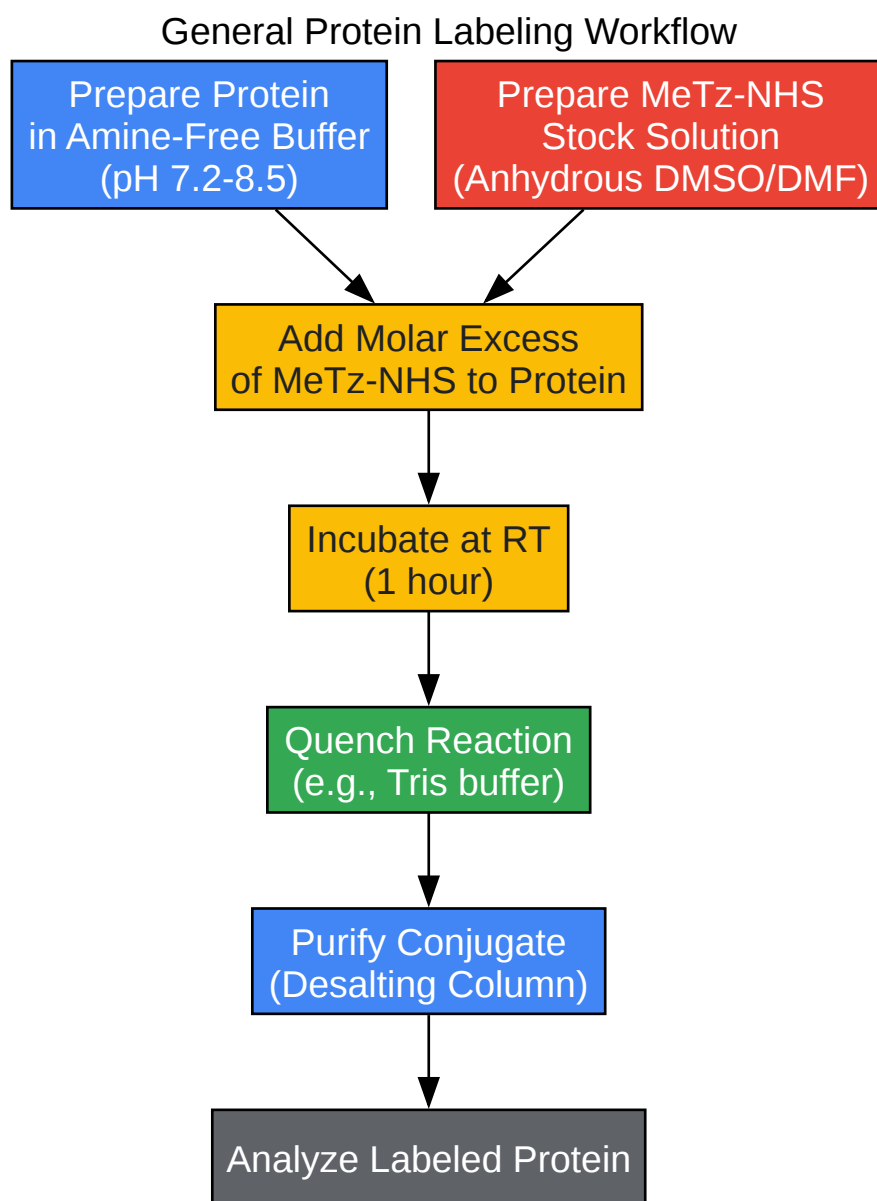 General Protein Labeling Workflow
Prepare Protein
in Amine-Free Buffer
(pH 7.2-8.5)
Prepare MeTz-NHS
Stock Solution
(Anhydrous DMSO/DMF)
Add Molar Excess
of MeTz-NHS to Protein
Incubate at RT
(1 hour)
Quench Reaction
(e.g., Tris buffer)
Purify Conjugate
(Desalting Column)
Analyze Labeled Protein